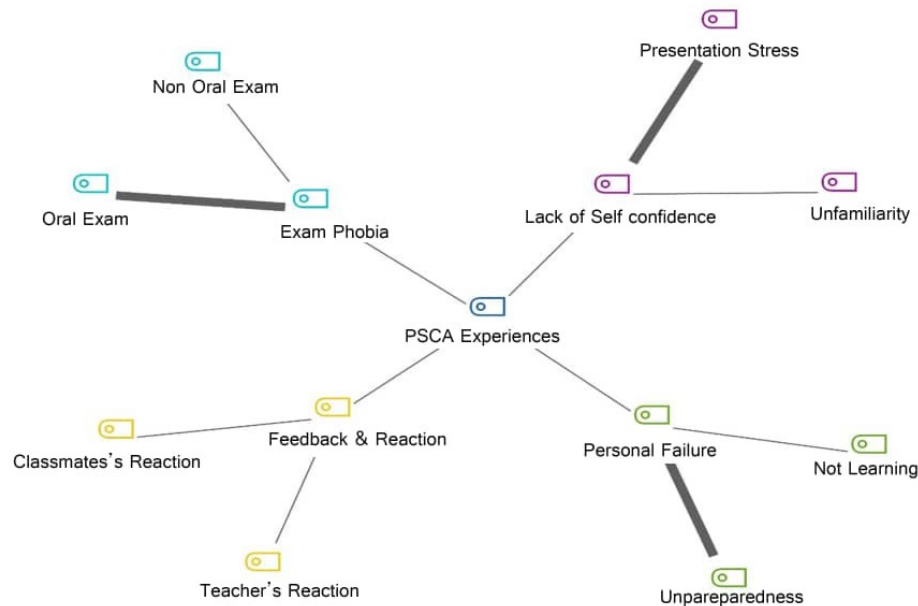 Presentation Stress
Non Oral Exam
Oral Exam
Exam Phobia
Lack of Self confidence
Unfamiliarity
PSCA Experiences
Classmates's Reaction
Feedback & Reaction
Personal Failure
Not Learning
Teacher's Reaction
Unpareparedness